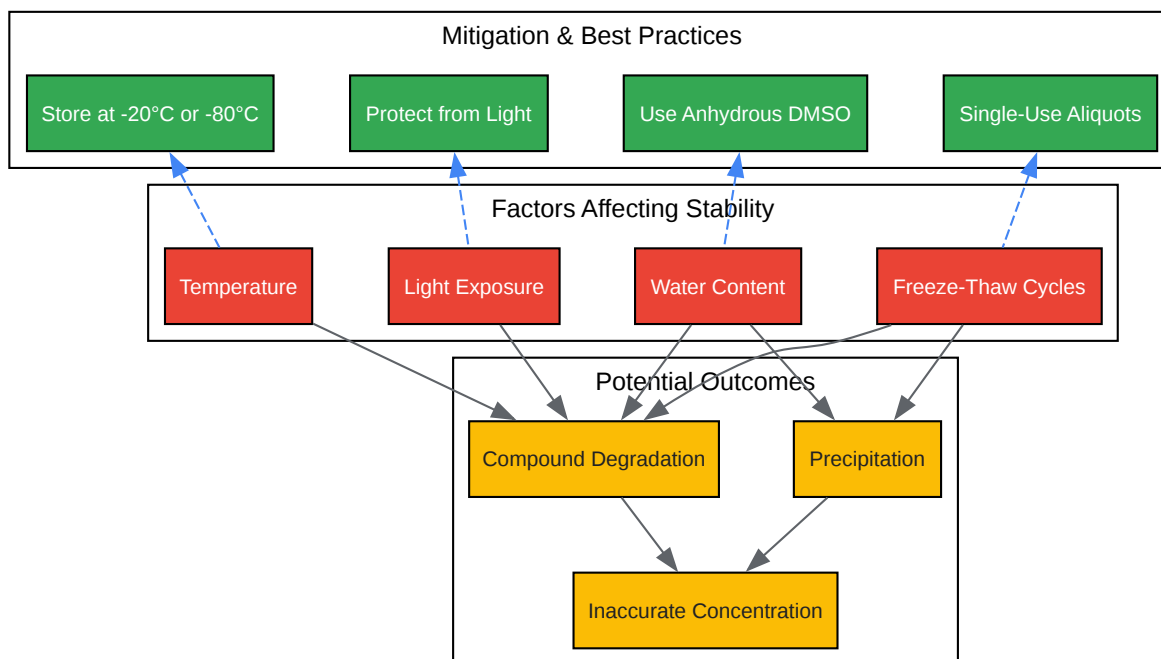 Mitigation & Best Practices
Store at -20°C or -80°C
Protect from Light
Use Anhydrous DMSO
Single-Use Aliquots
Factors Affecting Stability
Temperature
Light Exposure
Water Content
Freeze-Thaw Cycles
Potential Outcomes
Compound Degradation
Precipitation
Inaccurate Concentration